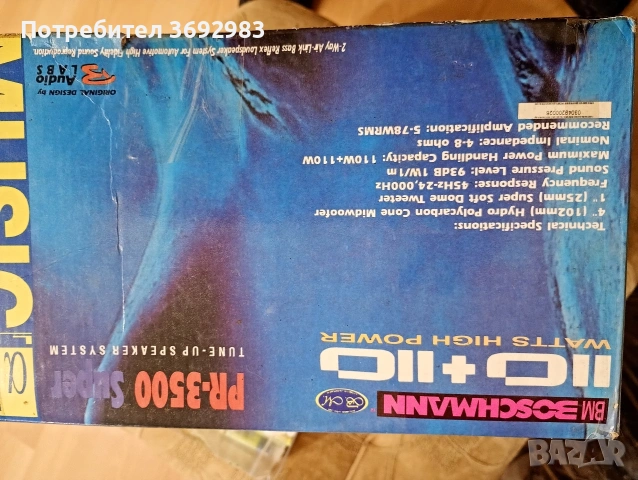 Потребител 3692983
BM BOSCHMANN
110+110
WATTS HIGH POWER
PR-3500 Super
TUNE-UP SPEAKER SYSTEM
Technical Specifications:
4" (102mm) Hydro Polycarbon Cone Midwoofer
1" (25mm) Super Soft Dome Tweeter
Frequency Response: 45Hz-24,000Hz
Sound Pressure Level: 93dB 1W/1m
Maximum Power Handling Capacity: 110W+110W
Nominal Impedance: 4-8 ohms
Recommended Amplification: 5-78WRMS
ORIGINAL DESIGN by
Audio
LABS
2-Way Air-Link Bass Reflex Loudspeaker System For Automotive High Fidelity Sound Reproduction.
MUSIC
BAZAR